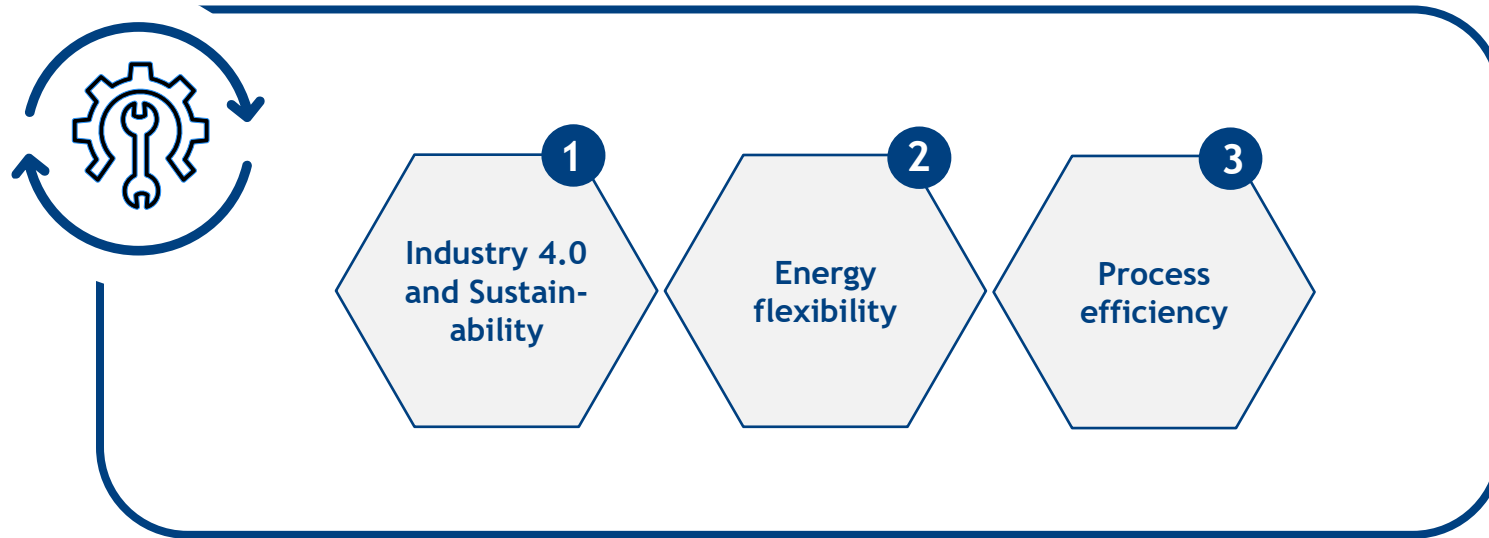 1
Industry 4.0
and Sustain-
ability
2
Energy
flexibility
3
Process
efficiency